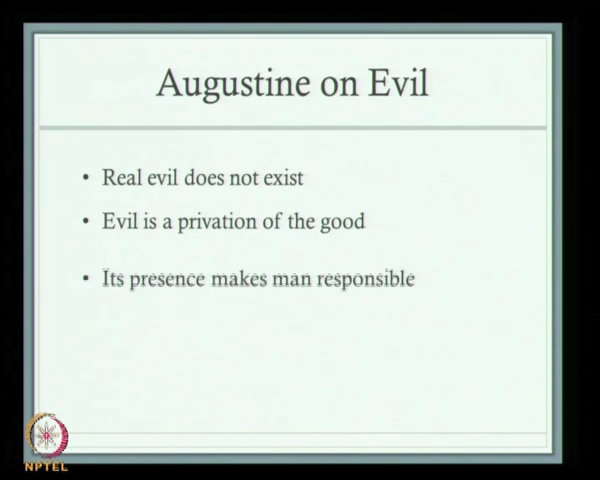 Augustine on Evil
• Real evil does not exist
• Evil is a privation of the good
• Its presence makes man responsible
NPTEL